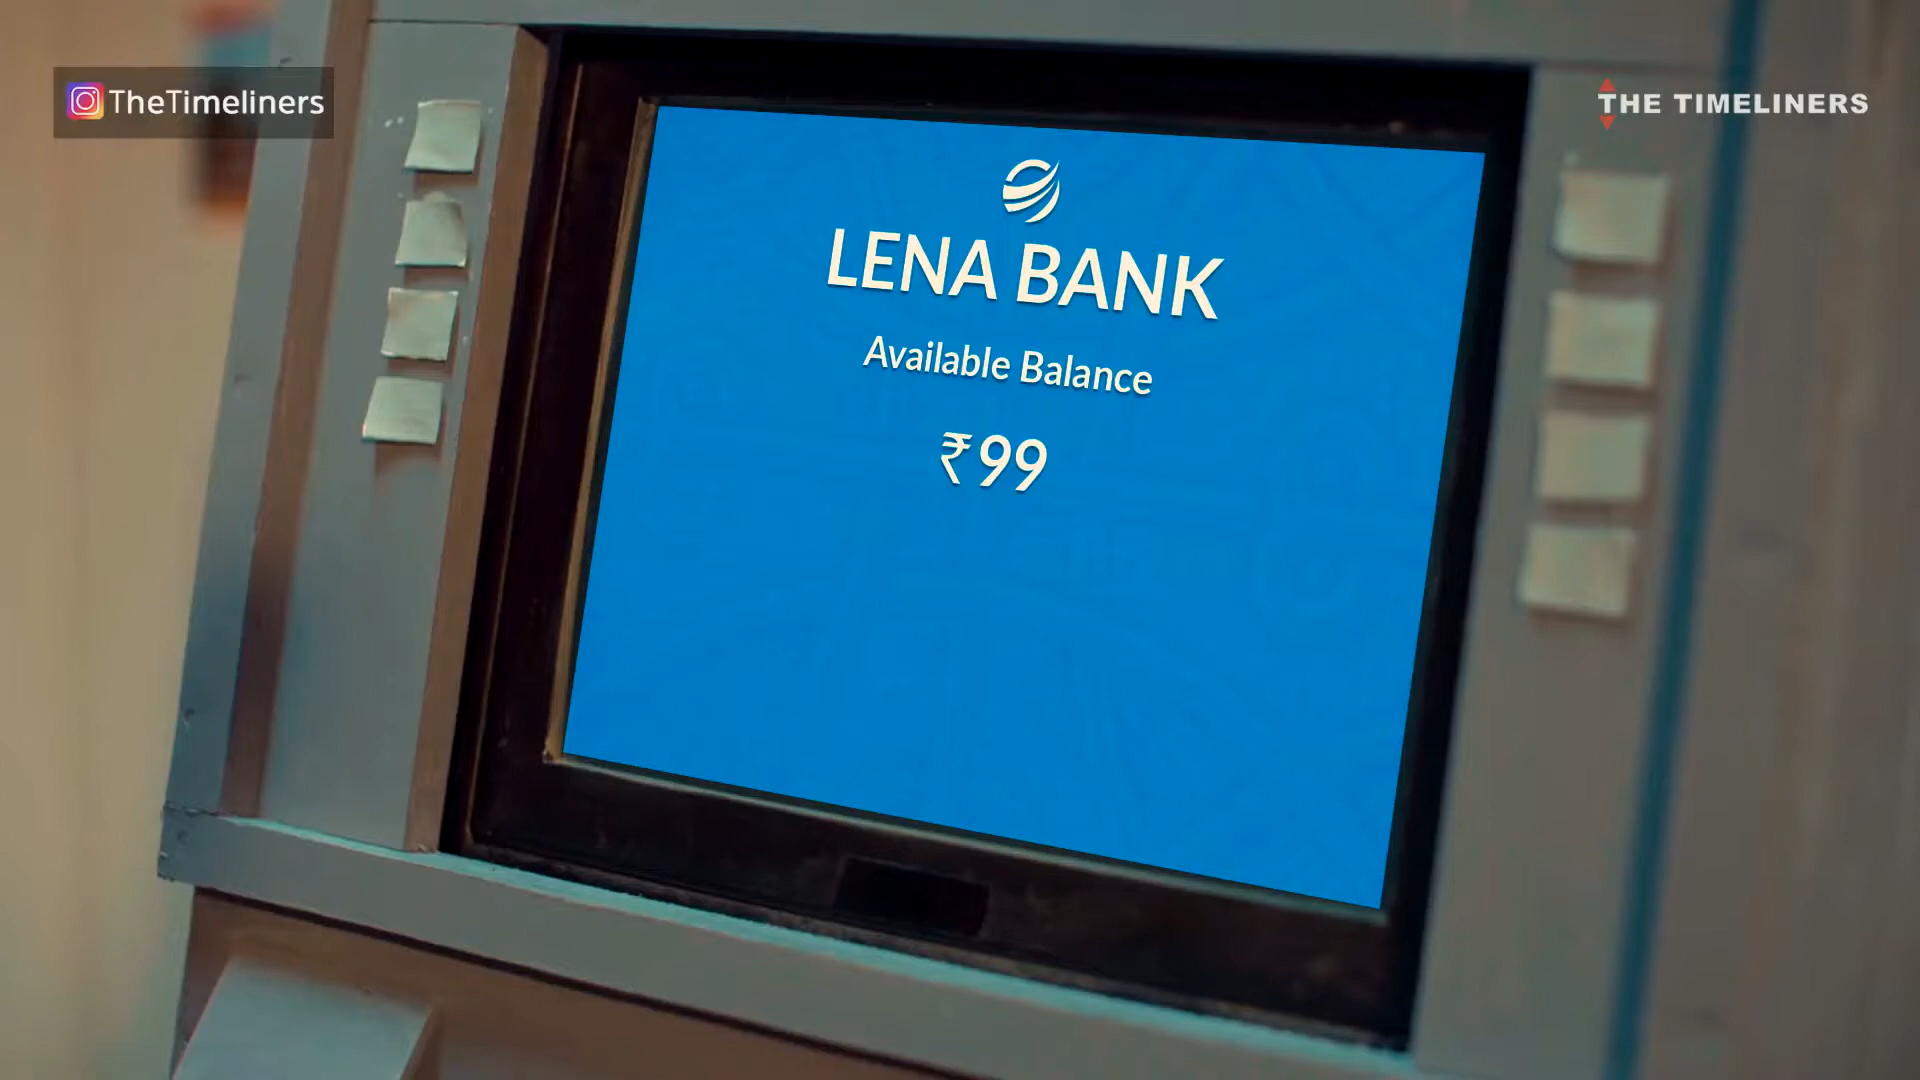 TheTimeliners
THE TIMELINERS
LENA BANK
Available Balance
₹99